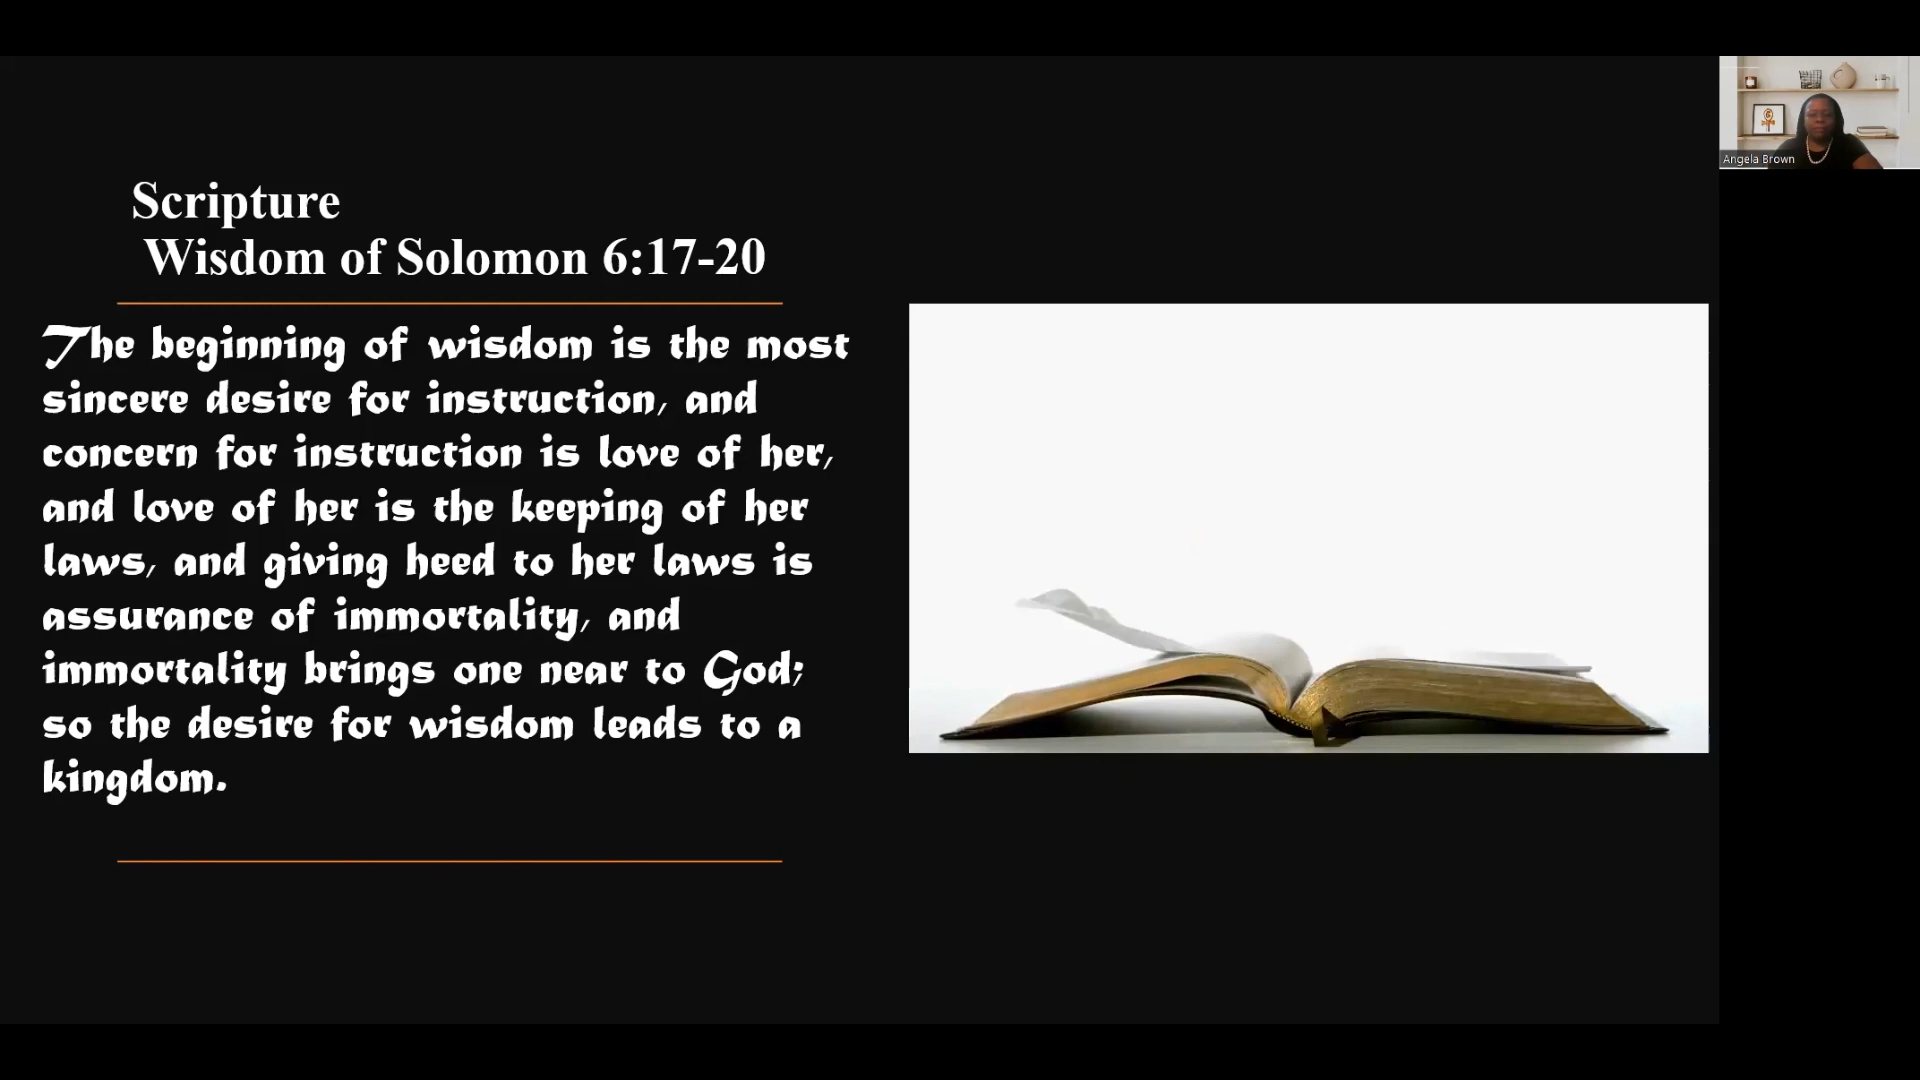 Scripture
Wisdom of Solomon 6:17-20
The beginning of wisdom is the most
sincere desire for instruction, and
concern for instruction is love of her,
and love of her is the keeping of her
laws, and giving heed to her laws is
assurance of immortality, and
immortality brings one near to God;
so the desire for wisdom leads to a
kingdom.
Angela Brown